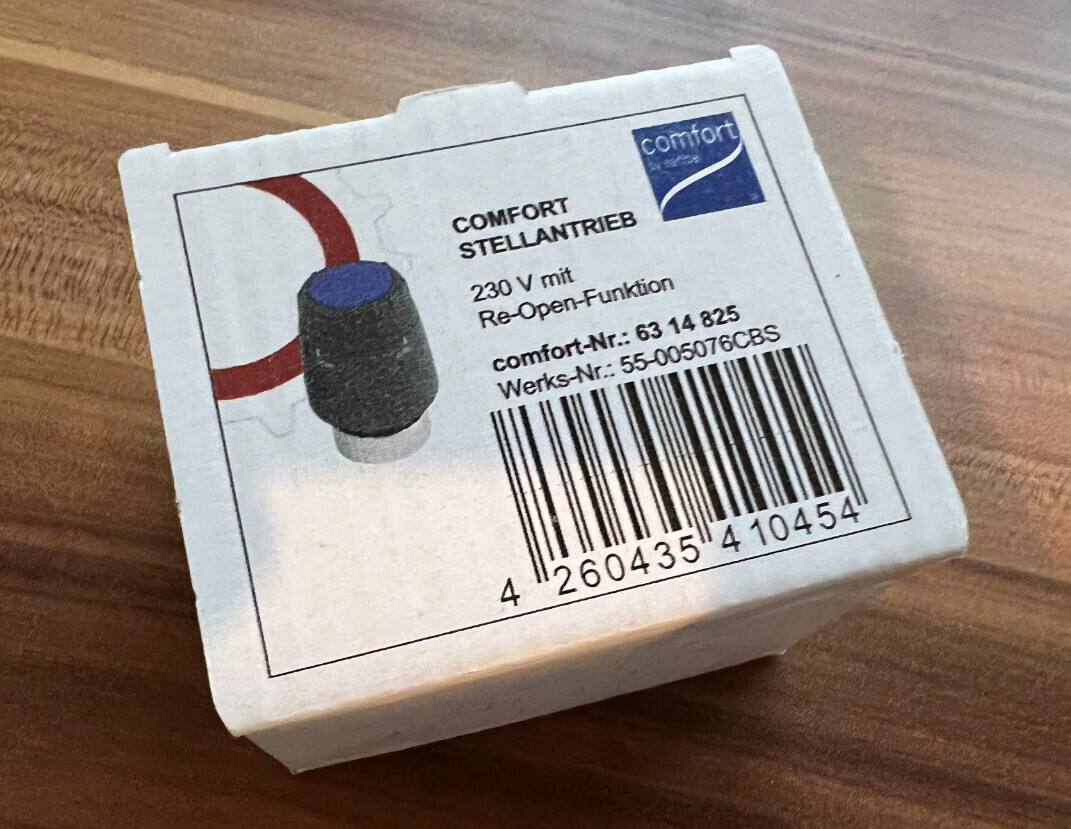 comfort
COMFORT
STELLANTRIEB
230 V mit
Re-Open-Funktion
comfort-Nr.: 63 14 825
Werks-Nr.: 55-005076CBS
4 260435 410454